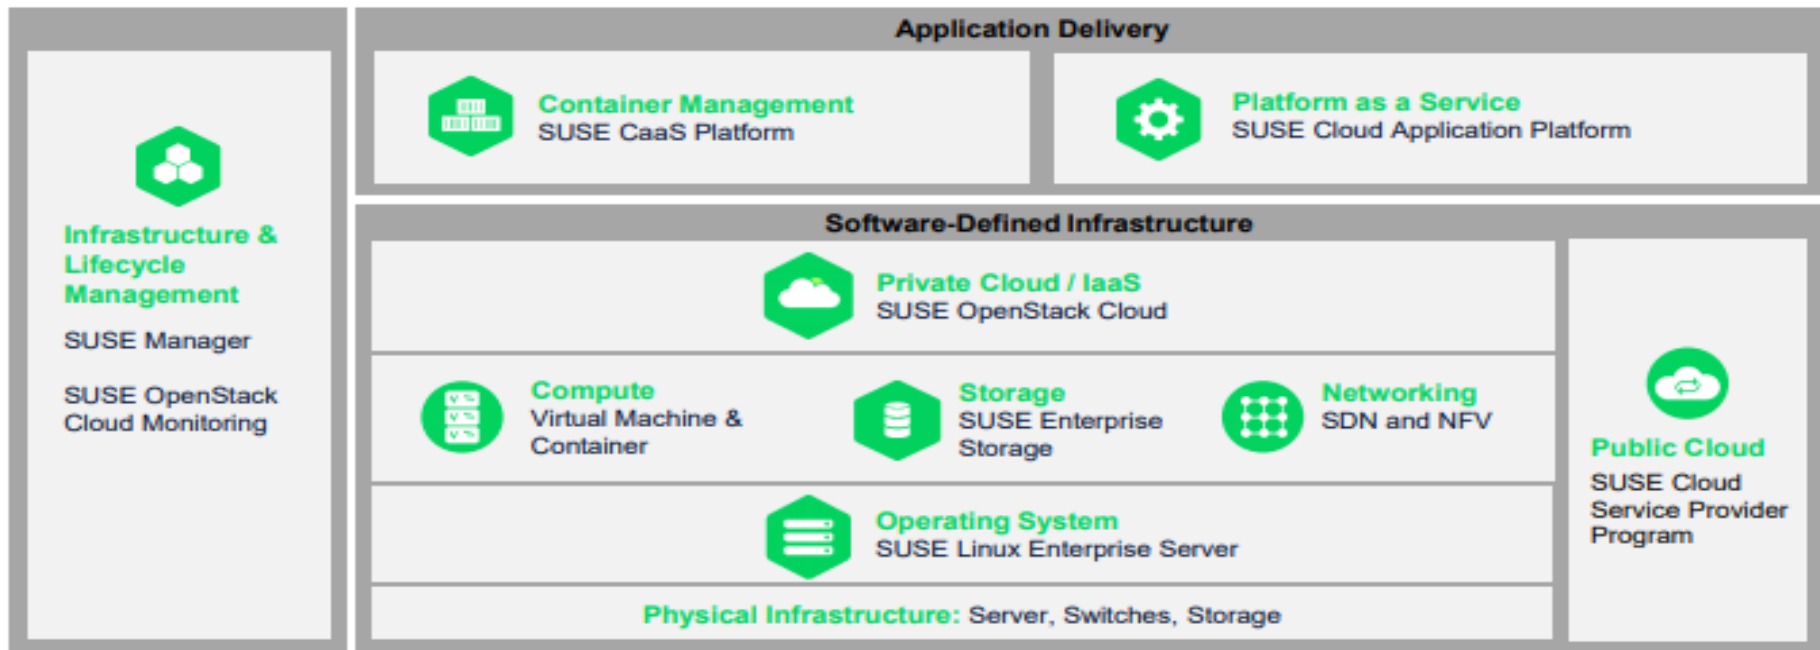 Infrastructure &
Lifecycle
Management
SUSE Manager
SUSE OpenStack
Cloud Monitoring
Application Delivery
Container Management
SUSE CaaS Platform
Platform as a Service
SUSE Cloud Application Platform
Software-Defined Infrastructure
Private Cloud / IaaS
SUSE OpenStack Cloud
Compute
Virtual Machine &
Container
Storage
SUSE Enterprise
Storage
Networking
SDN and NFV
Operating System
SUSE Linux Enterprise Server
Physical Infrastructure: Server, Switches, Storage
Public Cloud
SUSE Cloud
Service Provider
Program